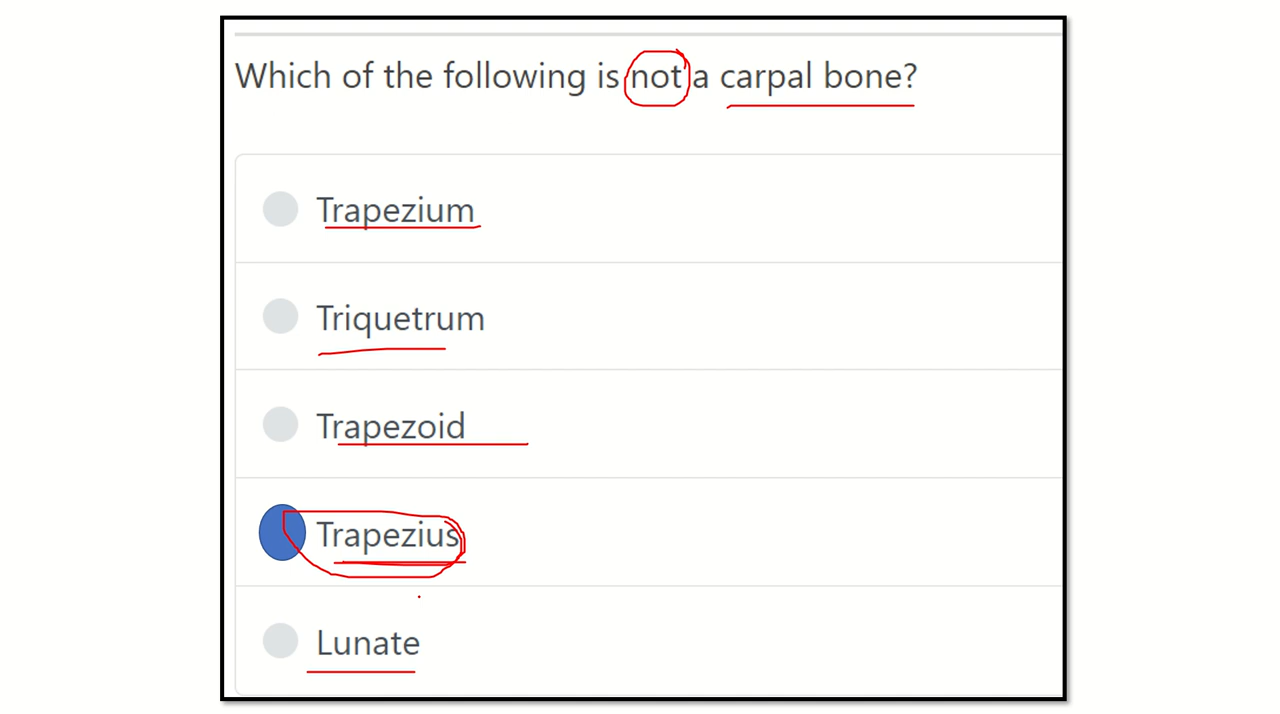 Which of the following is not a carpal bone?
Trapezium
Triquetrum
Trapezoid
Trapezius
Lunate